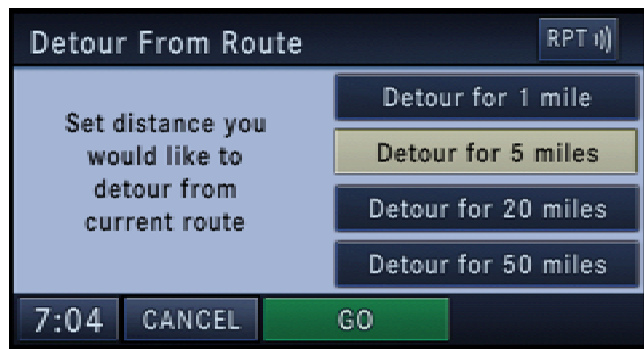 Detour From Route
RPT
Set distance you
would like to
detour from
current route
Detour for 1 mile
Detour for 5 miles
Detour for 20 miles
Detour for 50 miles
7:04
CANCEL
GO